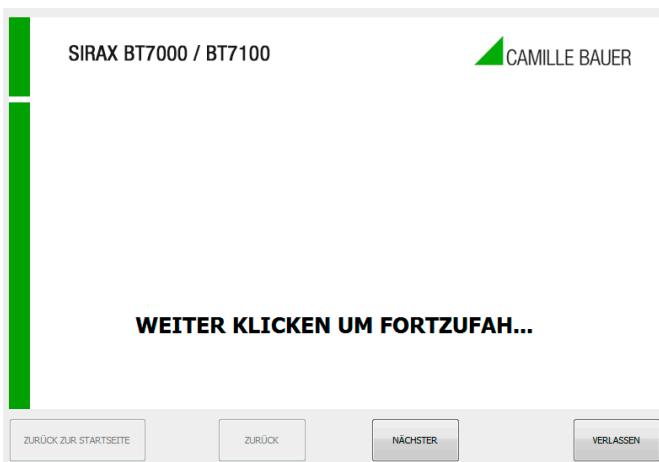 SIRAX BT7000 / BT7100
CAMILLE BAUER
WEITER KLICKEN UM FORTZUFAH...
ZURÜCK ZUR STARTSEITE
ZURÜCK
NÄCHSTER
VERLASSEN